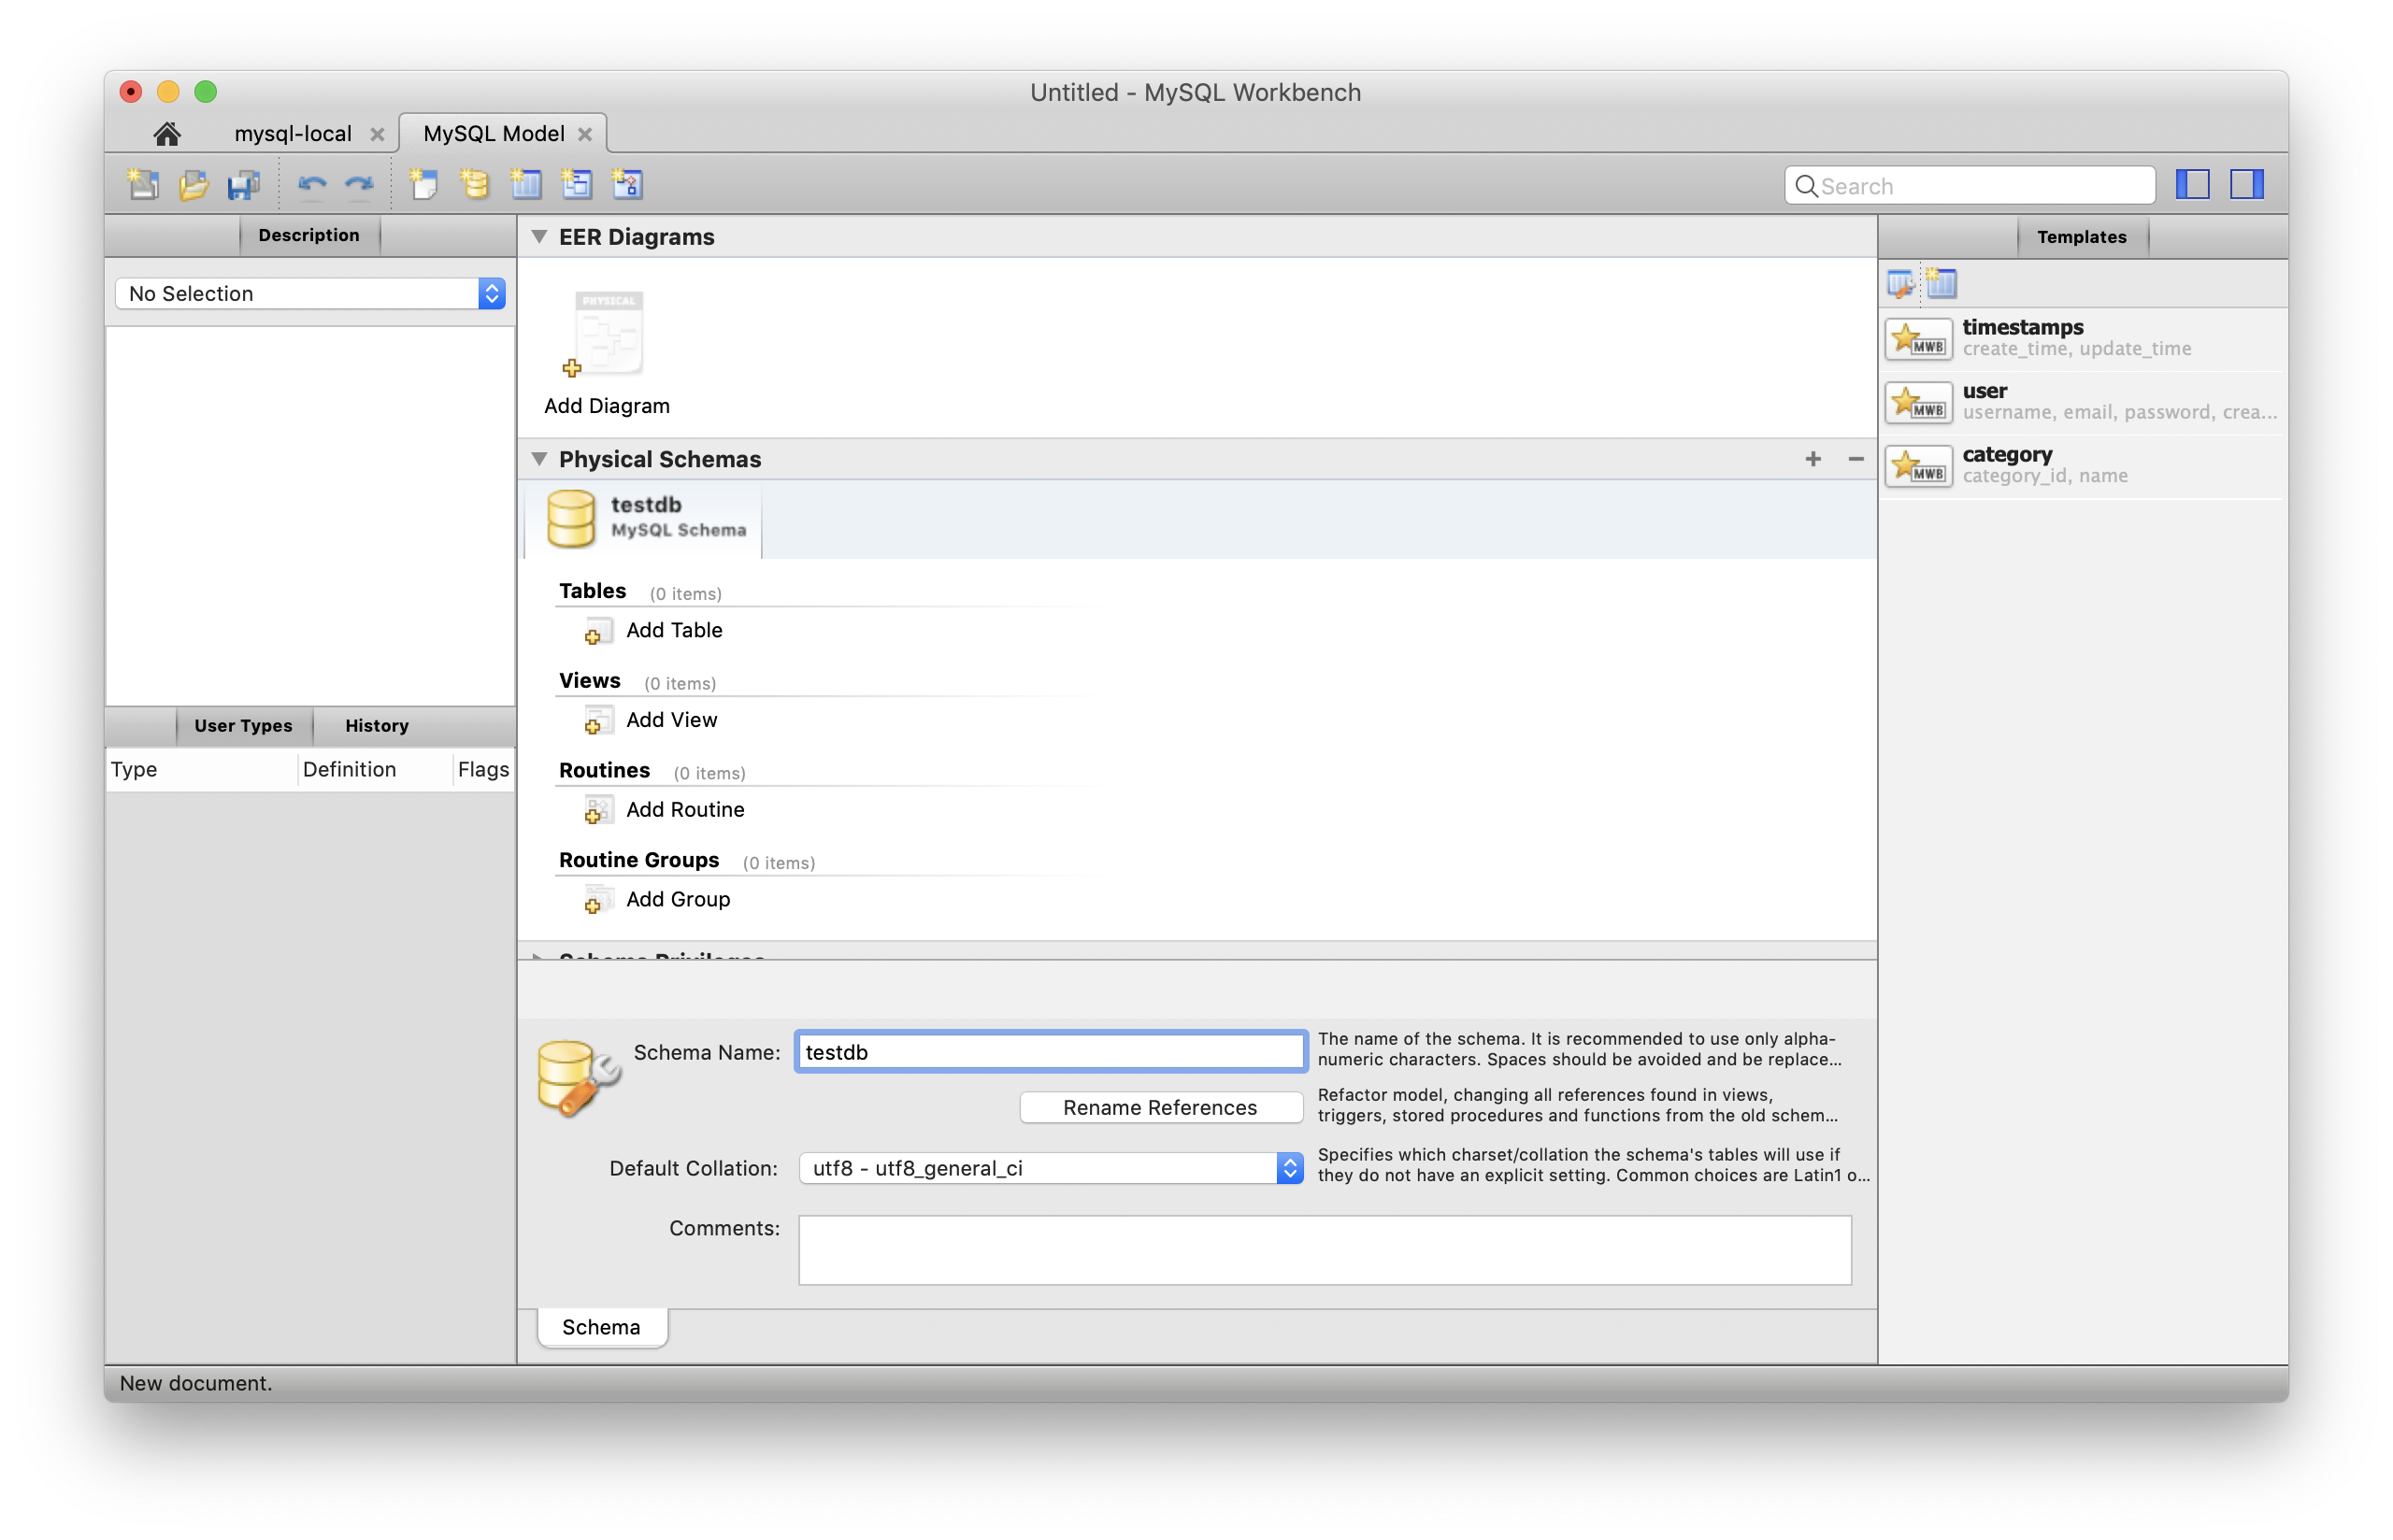 Untitled - MySQL Workbench
mysql-local
MySQL Model
Search
Description
No Selection
User Types History
Type Definition Flags
EER Diagrams
PHYSICAL
Add Diagram
Physical Schemas
testdb
MySQL Schema
Tables (0 items)
Add Table
Views (0 items)
Add View
Routines (0 items)
Add Routine
Routine Groups (0 items)
Add Group
Schema Privileges
Schema Name: testdb
The name of the schema. It is recommended to use only alpha-
numeric characters. Spaces should be avoided and be replace...
Rename References
Refactor model, changing all references found in views,
triggers, stored procedures and functions from the old schem...
Default Collation: utf8 - utf8_general_ci
Specifies which charset/collation the schema's tables will use if
they do not have an explicit setting. Common choices are Latin1 o...
Comments:
Schema
Templates
MWB
timestamps
create_time, update_time
MWB
user
username, email, password, crea...
MWB
category
category_id, name
New document.